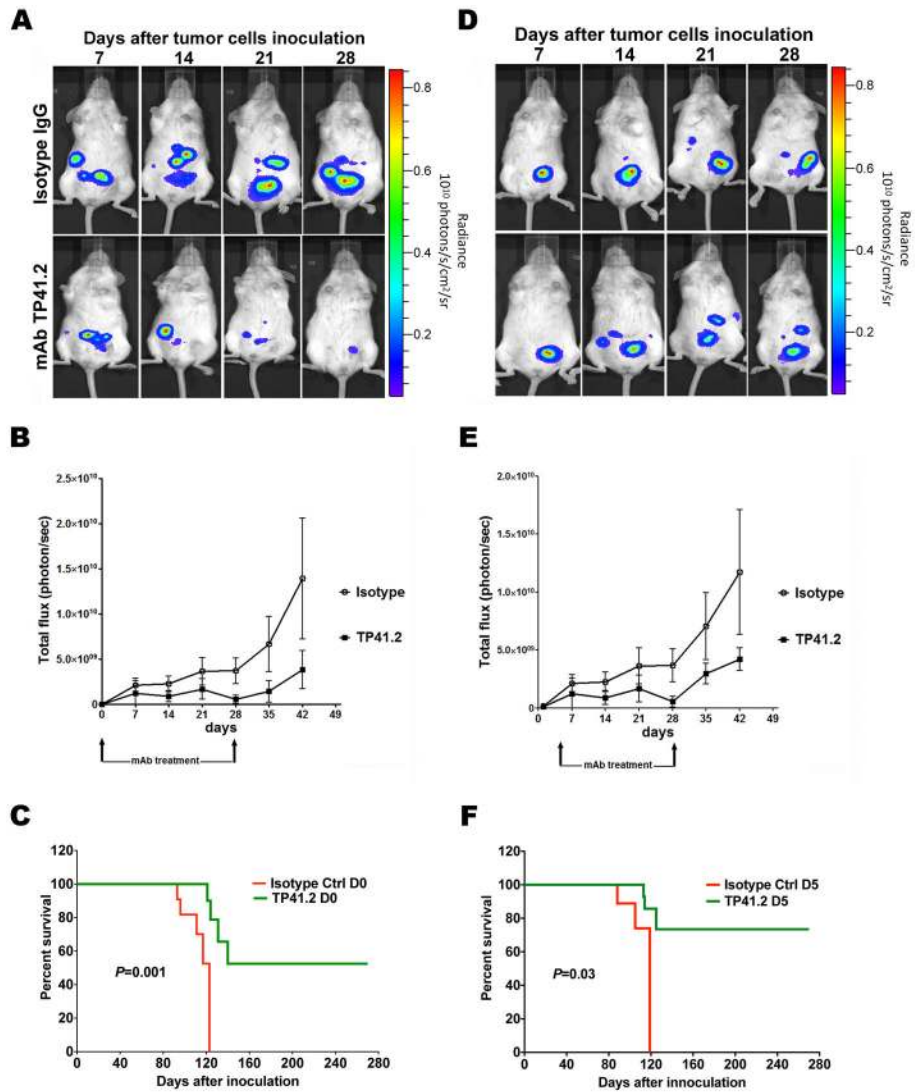 A
Days after tumor cells inoculation
7 14 21 28
Isotype IgG
mAb TP41.2
0.8
0.6
0.4
0.2
Radiance
10¹⁰ photons/s/cm²/sr
D
Days after tumor cells inoculation
7 14 21 28
0.8
0.6
0.4
0.2
Radiance
10¹⁰ photons/s/cm²/sr
B
Total flux (photon/sec)
2.5×10¹⁰
2.0×10¹⁰
1.5×10¹⁰
1.0×10¹⁰
5.0×10⁰⁹
0
0 7 14 21 28 35 42 49
days
mAb treatment
Isotype
TP41.2
E
Total flux (photon/sec)
2.0×10¹⁰
1.5×10¹⁰
1.0×10¹⁰
5.0×10⁰⁹
0
0 7 14 21 28 35 42 49
days
mAb treatment
Isotype
TP41.2
C
Percent survival
120
100
80
60
40
20
0
0 40 80 120 160 200 240 280
Days after inoculation
Isotype Ctrl D0
TP41.2 D0
P=0.001
F
Percent survival
120
100
80
60
40
20
0
0 40 80 120 160 200 240 280
Days after innoculation
Isotype Ctrl D5
TP41.2 D5
P=0.03